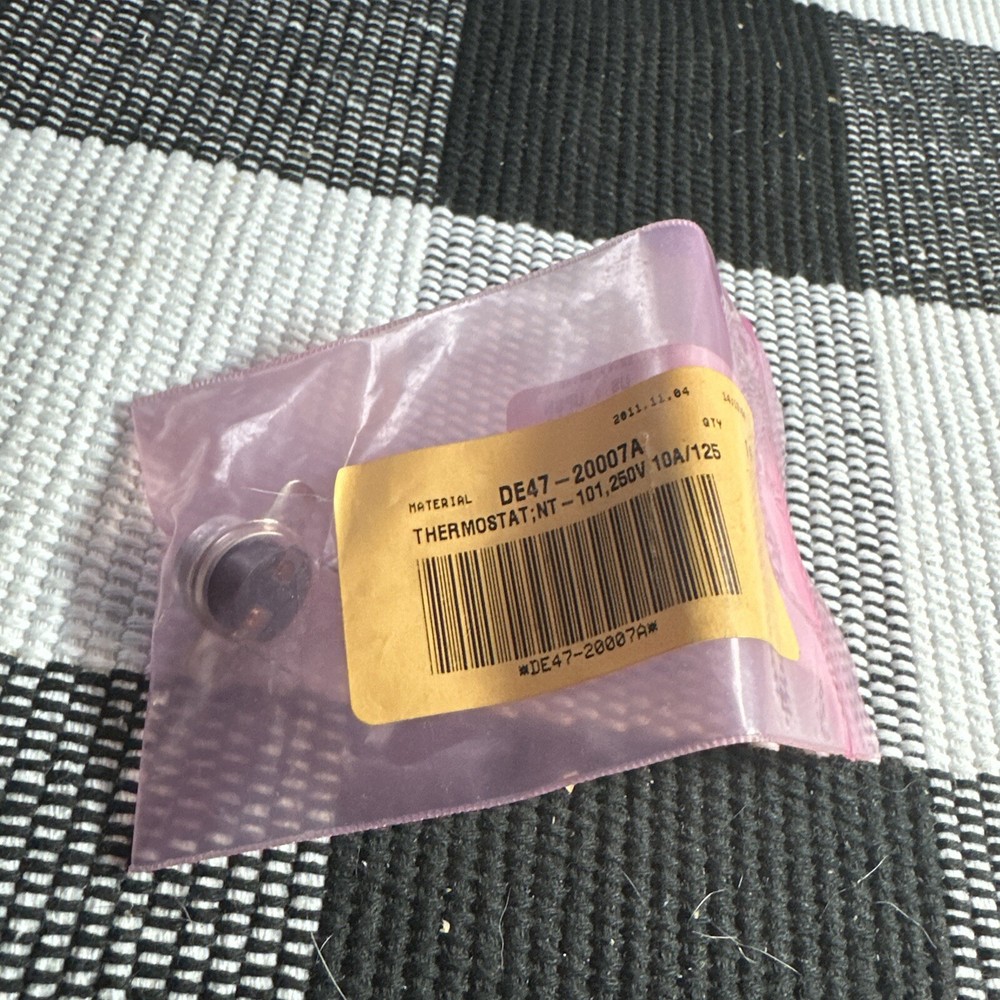 2011.11.04
QTY
MATERIAL DE47-20007A
THERMOSTAT;NT-101,250V 10A/125
*DE47-20007A*